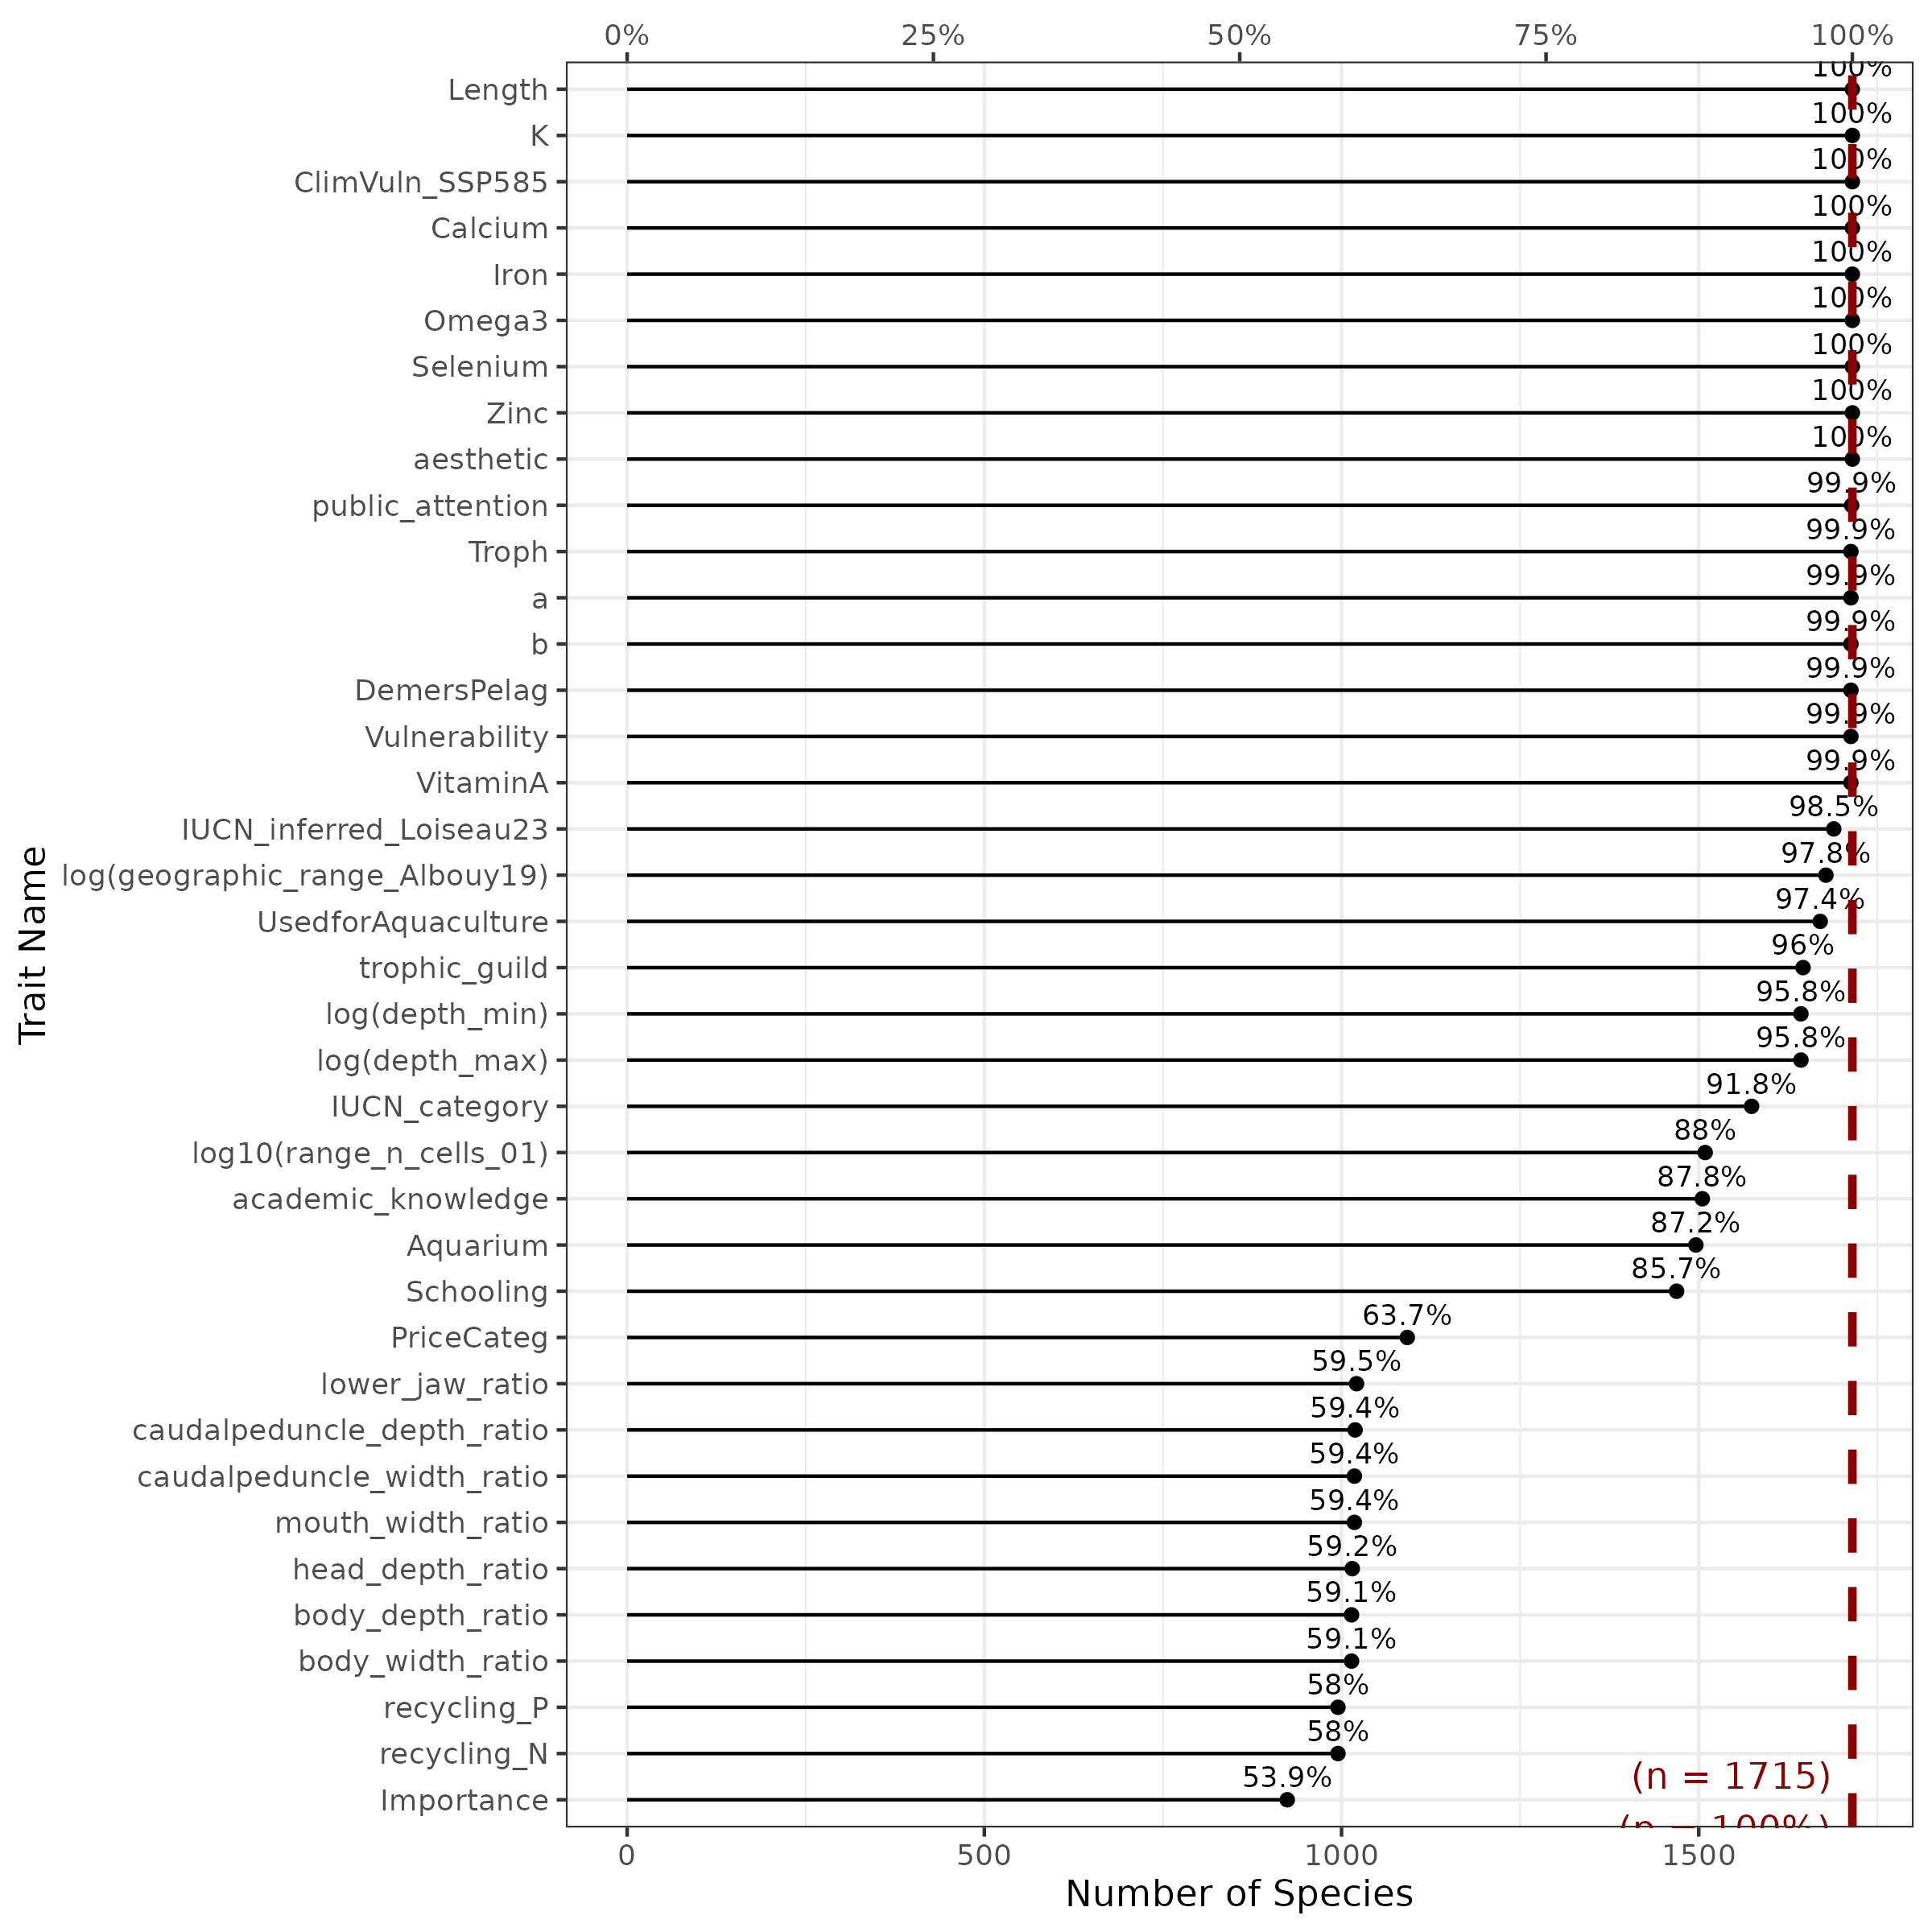 0% 25% 50% 75% 100%
Length 100%
K 100%
ClimVuln_SSP585 100%
Calcium 100%
Iron 100%
Omega3 100%
Selenium 100%
Zinc 100%
aesthetic 100%
public_attention 99.9%
Troph 99.9%
a 99.9%
b 99.9%
DemersPelag 99.9%
Vulnerability 99.9%
VitaminA 99.9%
IUCN_inferred_Loiseau23 98.5%
log(geographic_range_Albouy19) 97.8%
UsedforAquaculture 97.4%
trophic_guild 96%
log(depth_min) 95.8%
log(depth_max) 95.8%
IUCN_category 91.8%
log10(range_n_cells_01) 88%
academic_knowledge 87.8%
Aquarium 87.2%
Schooling 85.7%
PriceCateg 63.7%
lower_jaw_ratio 59.5%
caudalpeduncle_depth_ratio 59.4%
caudalpeduncle_width_ratio 59.4%
mouth_width_ratio 59.4%
head_depth_ratio 59.2%
body_depth_ratio 59.1%
body_width_ratio 59.1%
recycling_P 58%
recycling_N 58%
Importance 53.9%
(n = 1715)
(p = 100%)
0 500 1000 1500
Number of Species
Trait Name